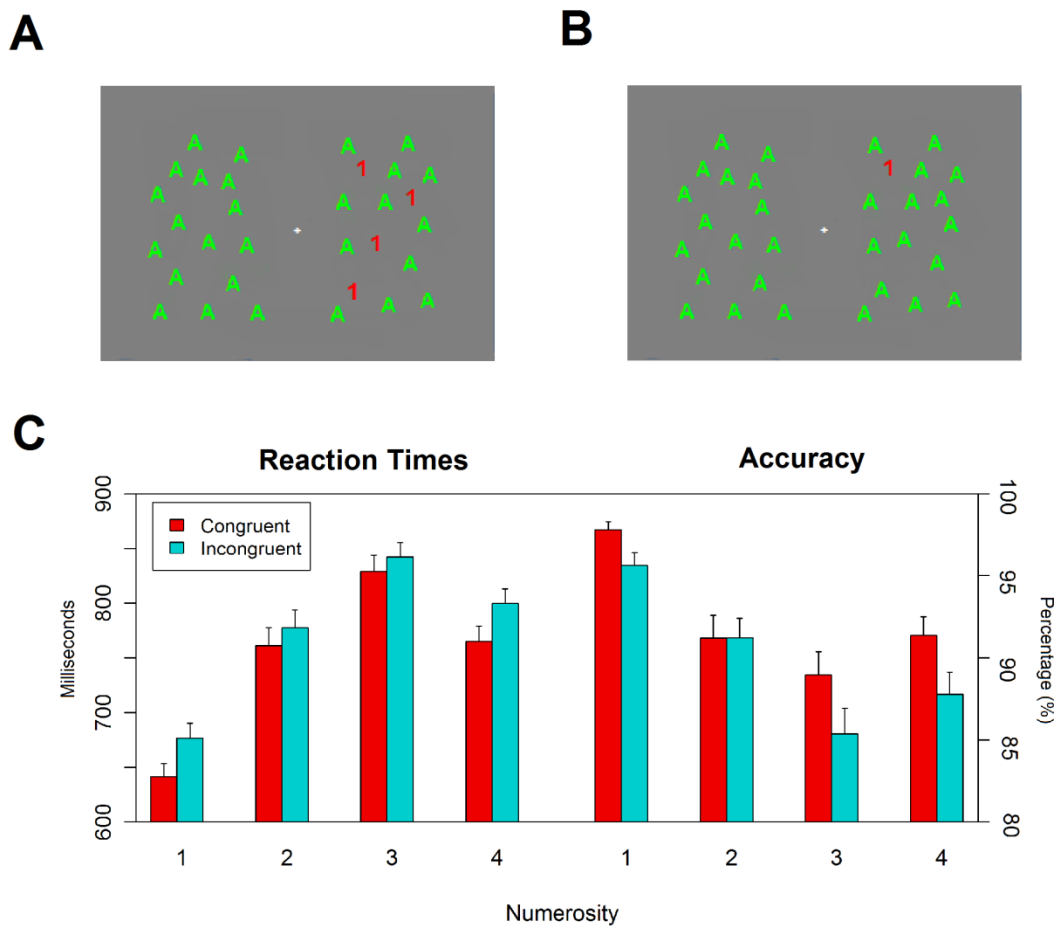 A
A A A A
A A A 1 A A
A A A A 1
A A
+
A A A A 1
A A A
1
A A A A A A
B
A A A A
A A A 1 A A
A A A A A
A A
+
A A A A A
A A A
A
A A A A A A
C
Reaction Times
Accuracy
Congruent
Incongruent
900
800
700
600
Milliseconds
100
95
90
85
80
Percentage (%)
1 2 3 4 1 2 3 4
Numerosity